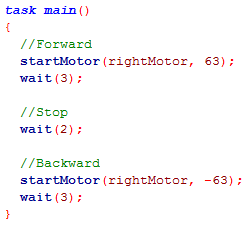 task main()
{
//Forward
startMotor(rightMotor, 63);
wait(3);
//Stop
wait(2);
//Backward
startMotor(rightMotor, -63);
wait(3);
}